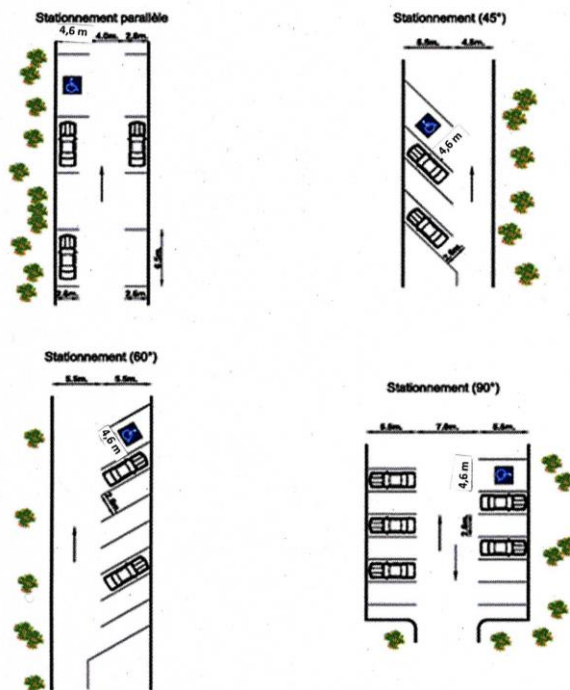 Stationnement parallèle
4,6 m 4.0m. 2,6m.
6.5m.
2,6m. 2,6m.
Stationnement (45°)
5.5m. 4.5m.
4,6 m
2,6m.
Stationnement (60°)
5.5m. 5.5m.
4,6 m
2,6m.
Stationnement (90°)
5.5m. 7.0m. 5.5m.
4,6 m
2,6m.